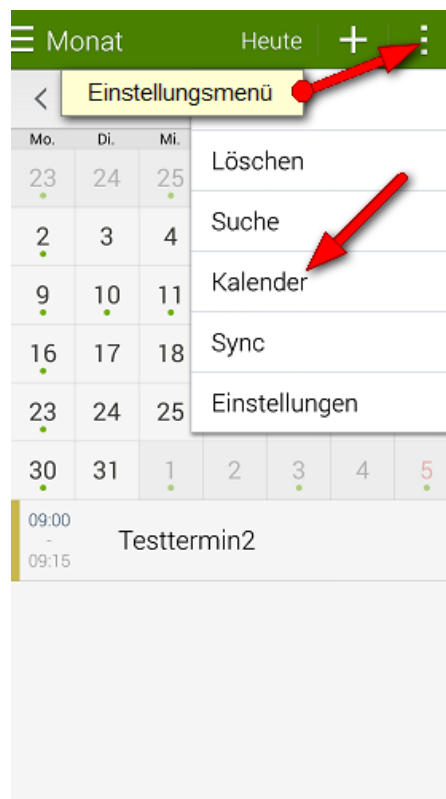 Monat Heute
Einstellungsmenü
Mo. Di. Mi.
23 24 25
Löschen
2 3 4
Suche
9 10 11
Kalender
16 17 18
Sync
23 24 25
Einstellungen
30 31 1 2 3 4 5
09:00
-
09:15
Testtermin2